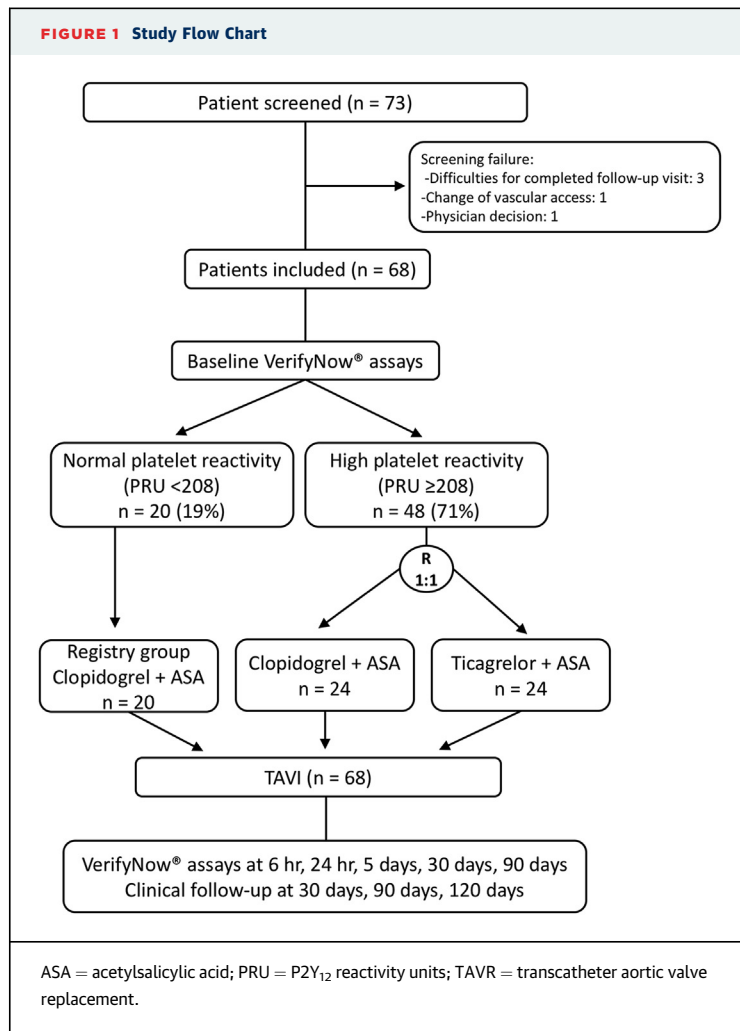 FIGURE 1 Study Flow Chart
Patient screened (n = 73)
Screening failure:
-Difficulties for completed follow-up visit: 3
-Change of vascular access: 1
-Physician decision: 1
Patients included (n = 68)
Baseline VerifyNow® assays
Normal platelet reactivity
(PRU <208)
n = 20 (19%)
High platelet reactivity
(PRU ≥208)
n = 48 (71%)
R
1:1
Registry group
Clopidogrel + ASA
n = 20
Clopidogrel + ASA
n = 24
Ticagrelor + ASA
n = 24
TAVI (n = 68)
VerifyNow® assays at 6 hr, 24 hr, 5 days, 30 days, 90 days
Clinical follow-up at 30 days, 90 days, 120 days
ASA = acetylsalicylic acid; PRU = P2Y₁₂ reactivity units; TAVR = transcatheter aortic valve
replacement.